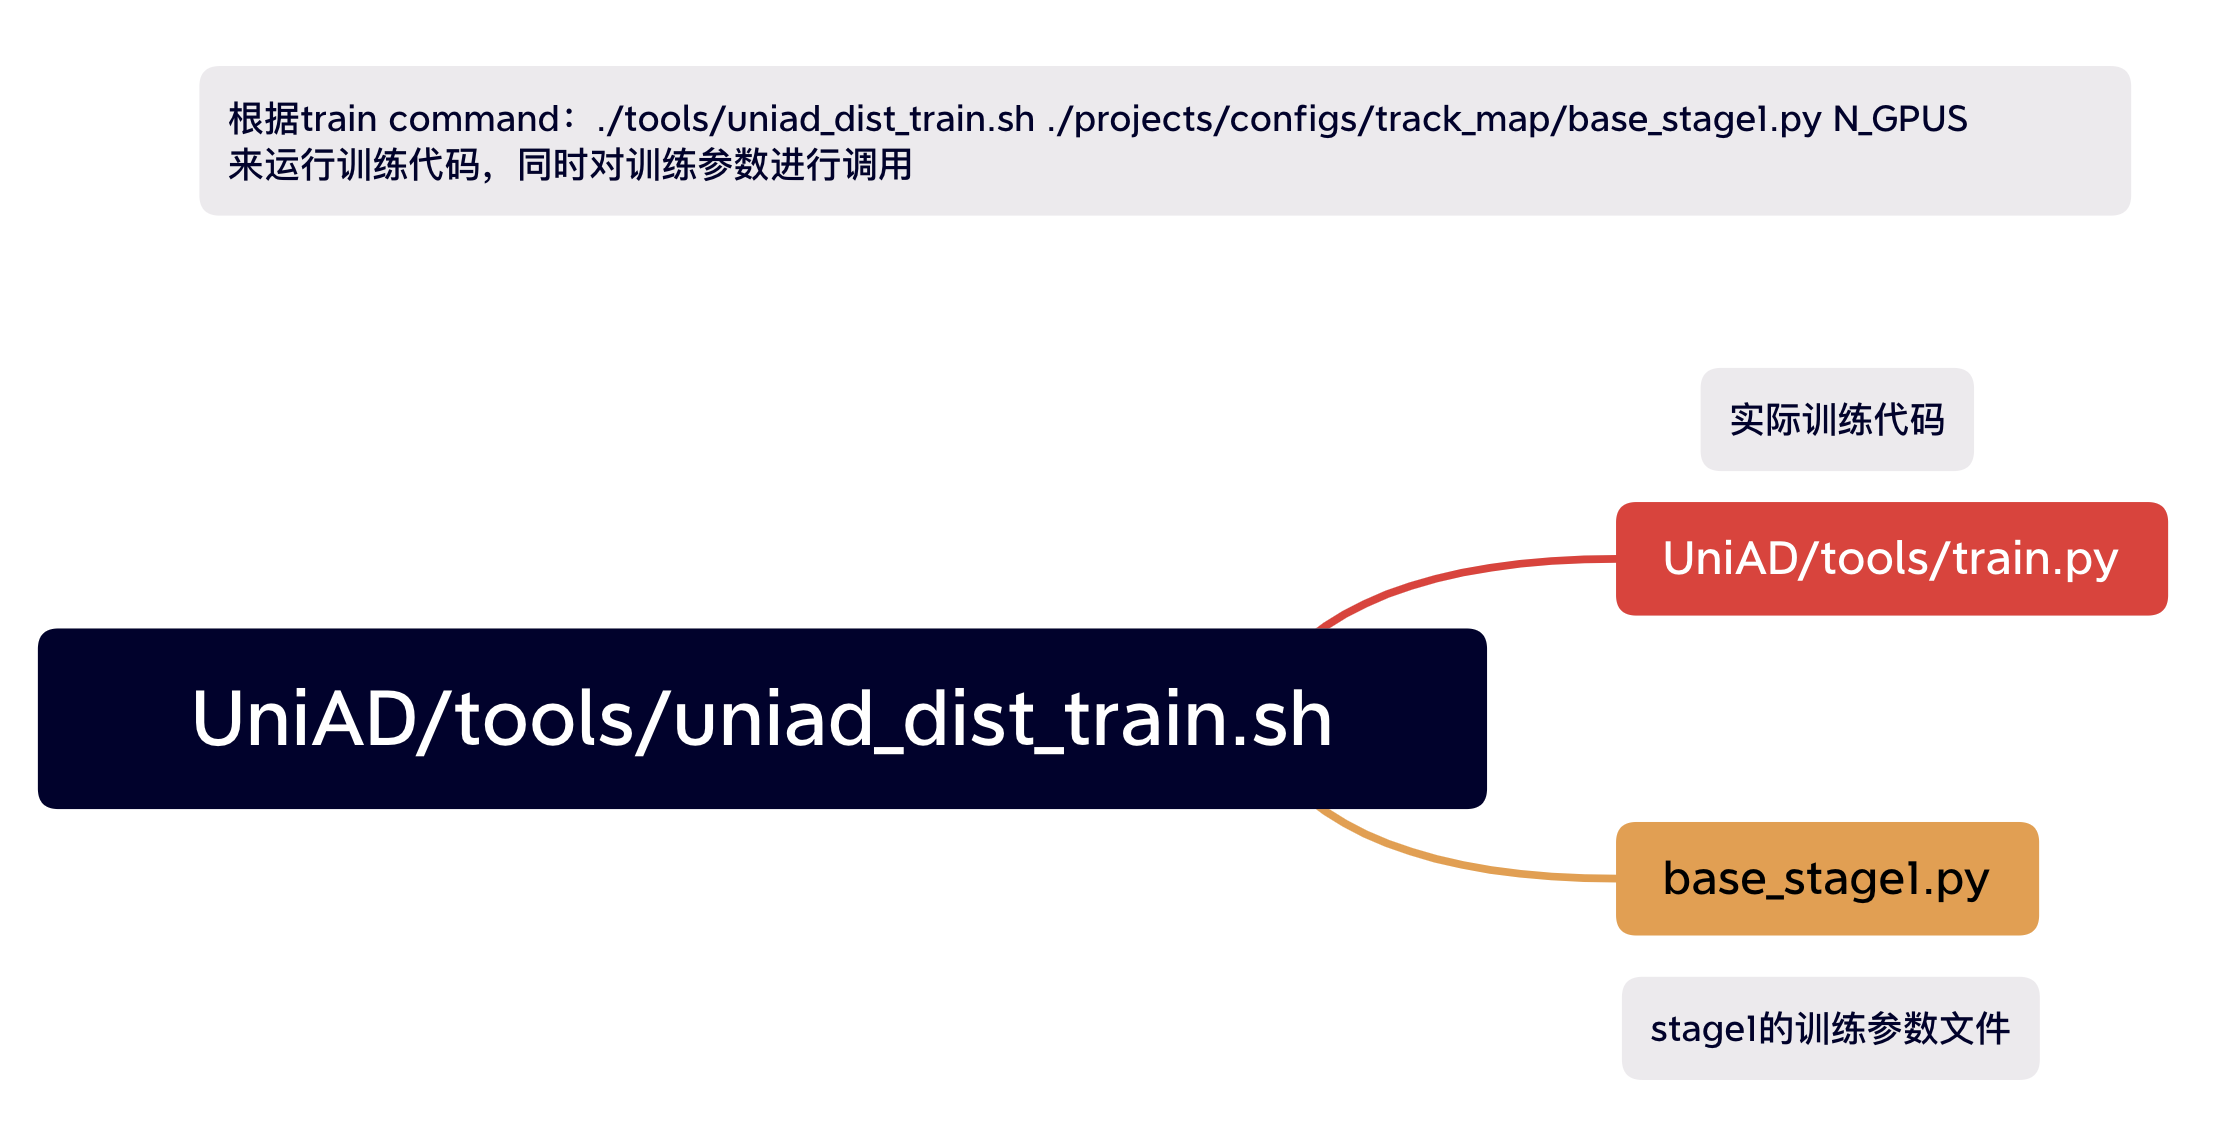 根据train command：./tools/uniad_dist_train.sh ./projects/configs/track_map/base_stage1.py N_GPUS
来运行训练代码，同时对训练参数进行调用
实际训练代码
UniAD/tools/train.py
UniAD/tools/uniad_dist_train.sh
base_stage1.py
stage1的训练参数文件